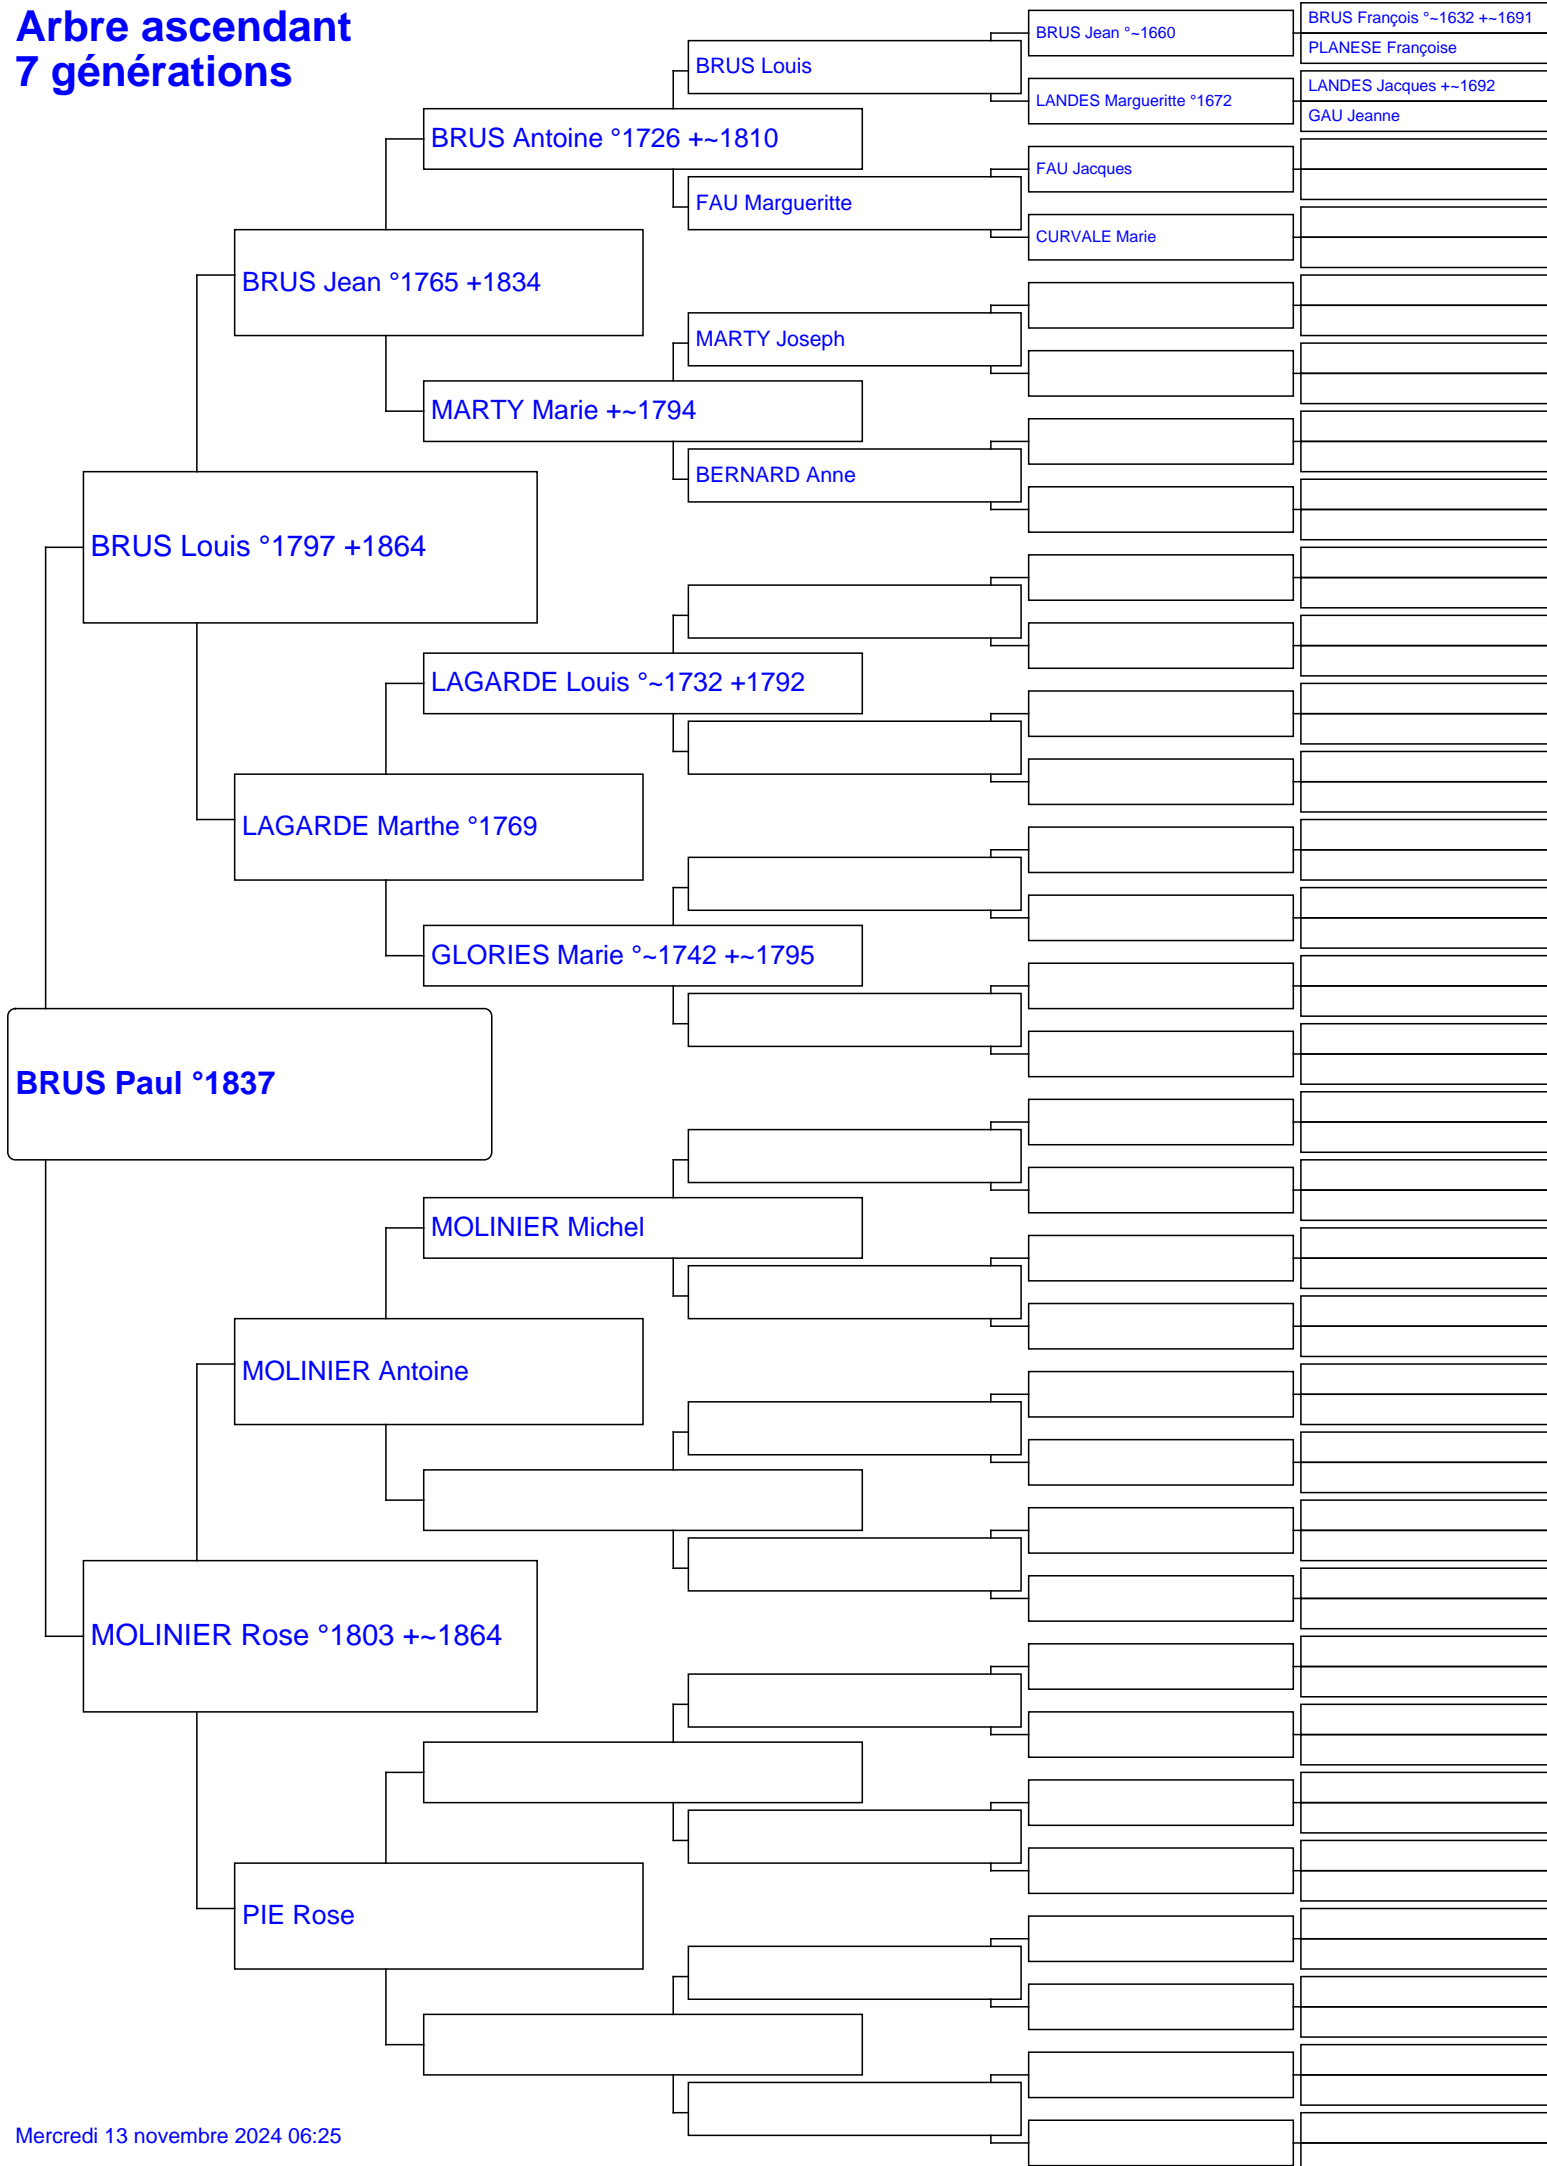 Arbre ascendant
7 générations
BRUS François °~1632 +~1691
BRUS Jean °~1660
PLANESE Françoise
BRUS Louis
LANDES Jacques +~1692
LANDES Margueritte °1672
GAU Jeanne
BRUS Antoine °1726 +~1810
FAU Jacques
FAU Margueritte
CURVALE Marie
BRUS Jean °1765 +1834
MARTY Joseph
MARTY Marie +~1794
BERNARD Anne
BRUS Louis °1797 +1864
LAGARDE Louis °~1732 +1792
LAGARDE Marthe °1769
GLORIES Marie °~1742 +~1795
BRUS Paul °1837
MOLINIER Michel
MOLINIER Antoine
MOLINIER Rose °1803 +~1864
PIE Rose
Mercredi 13 novembre 2024 06:25